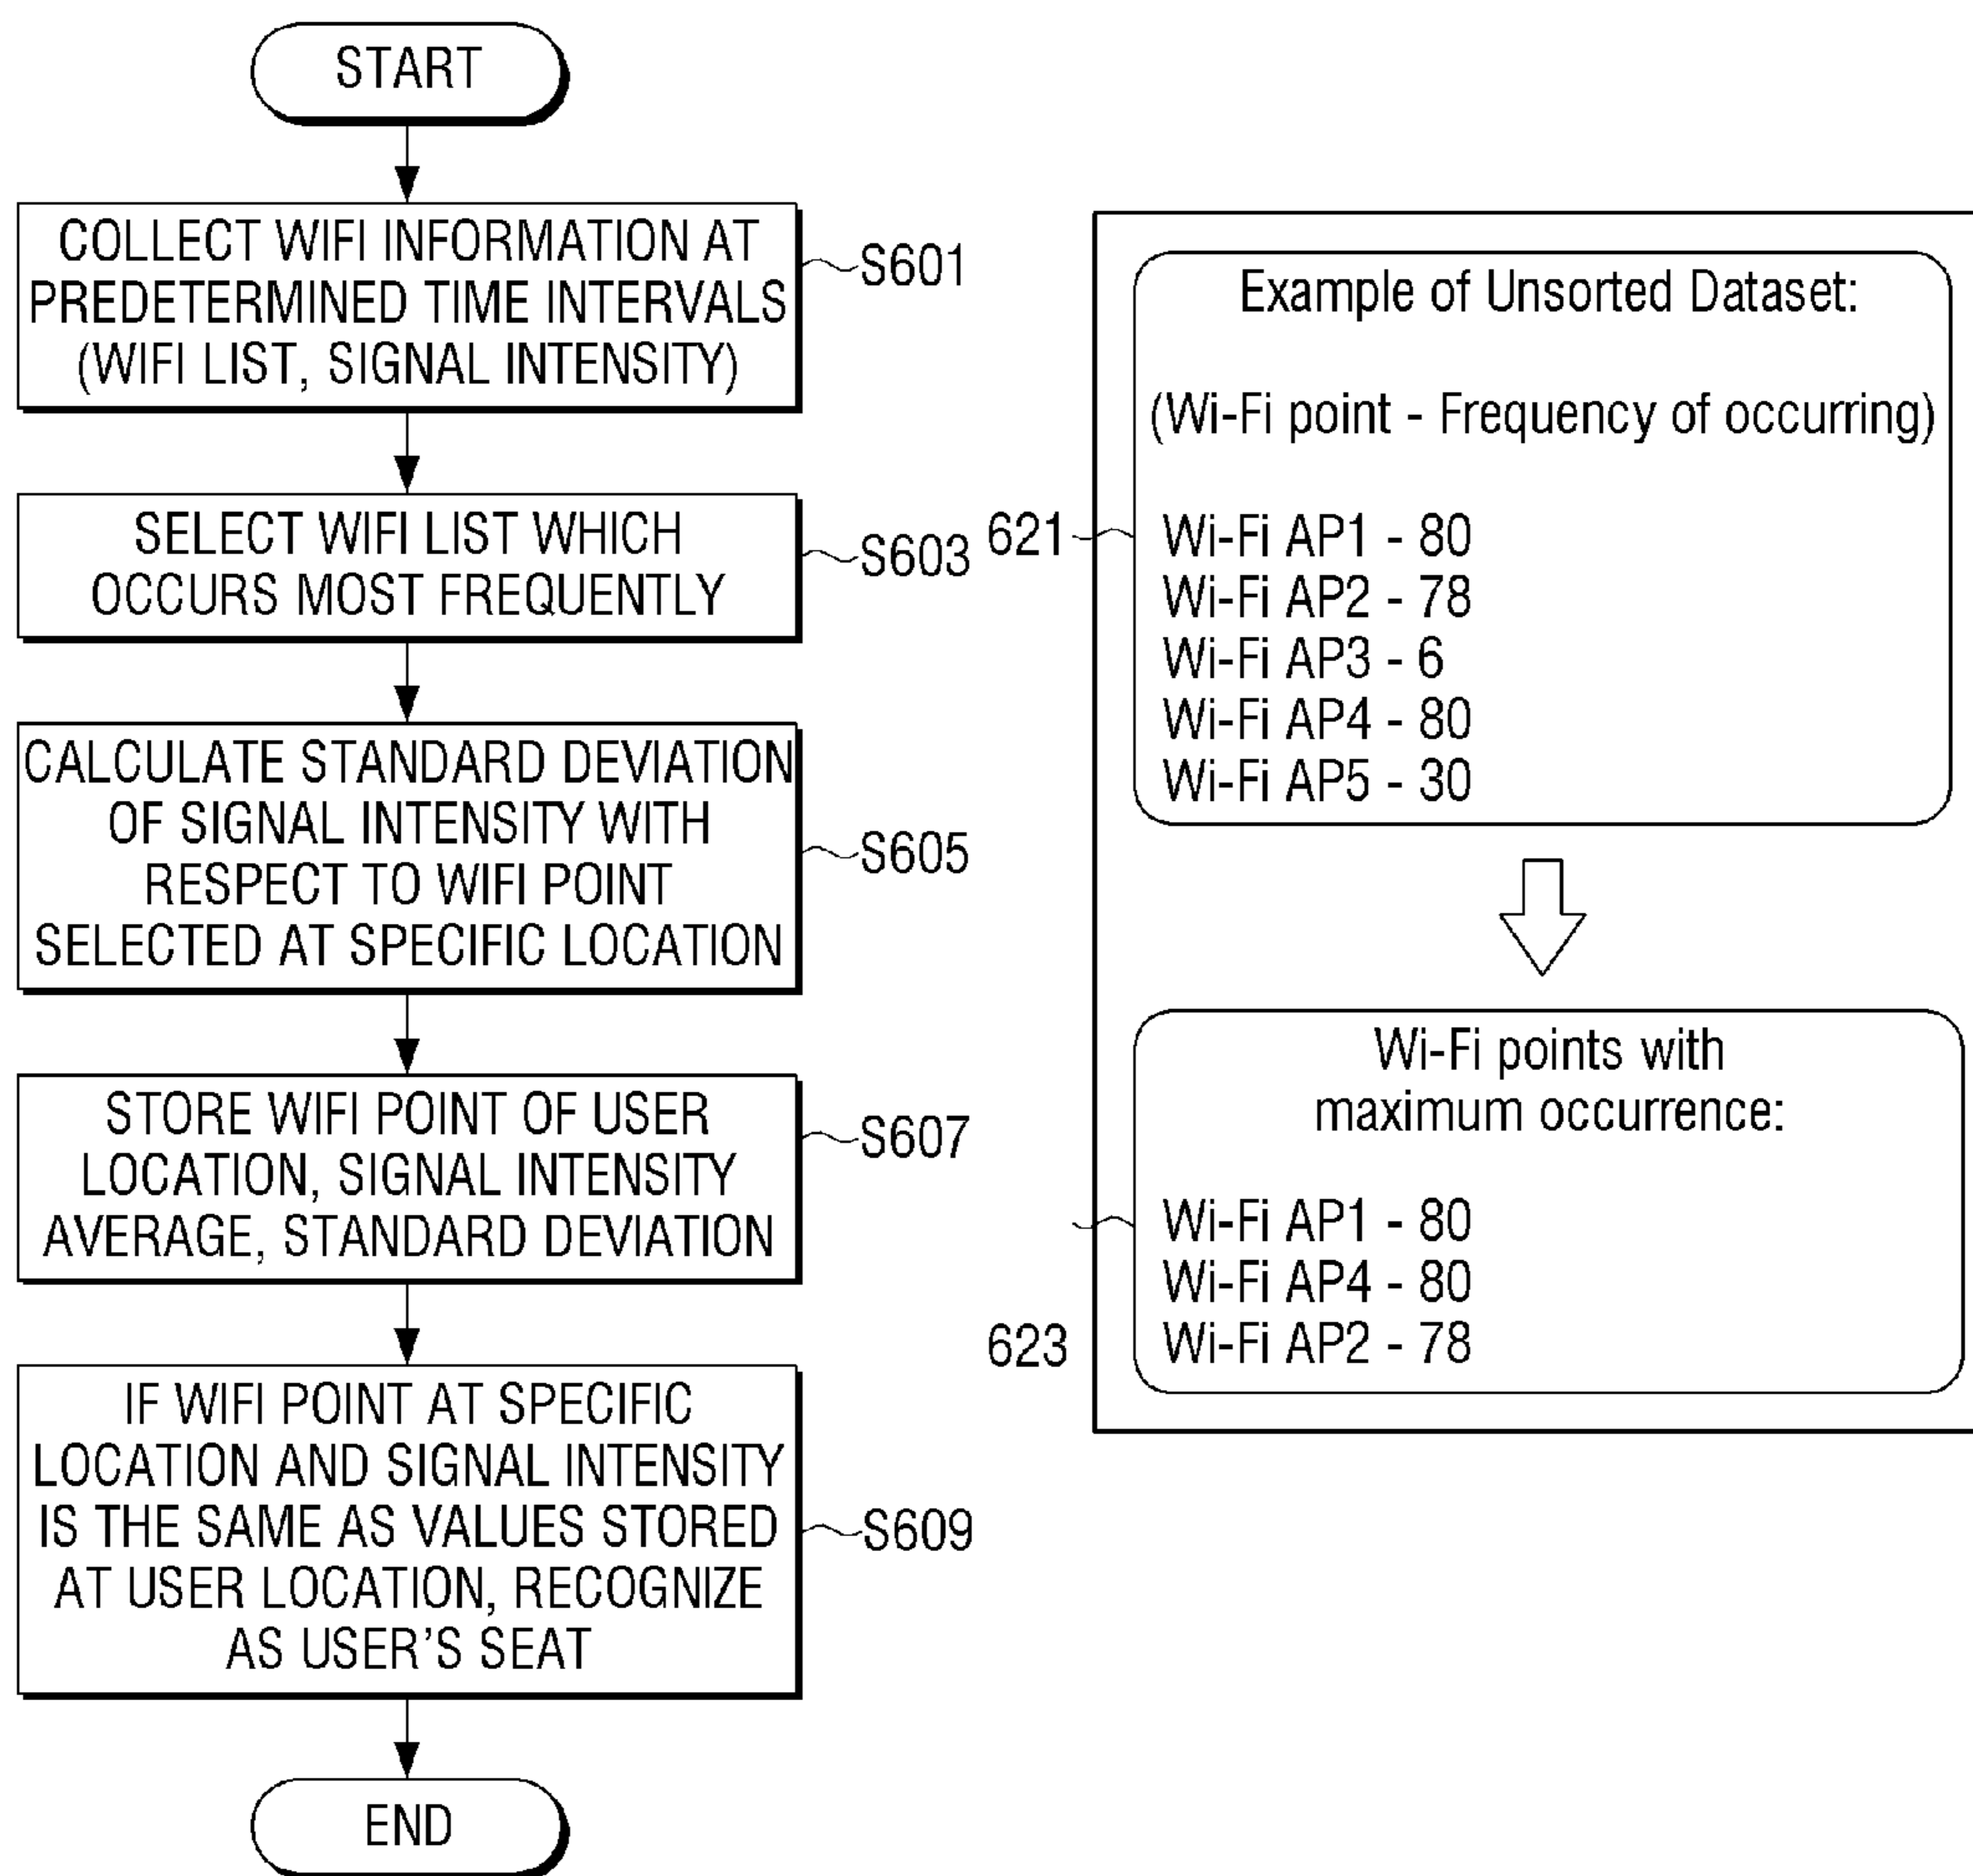 START
COLLECT WIFI INFORMATION AT
PREDETERMINED TIME INTERVALS
(WIFI LIST, SIGNAL INTENSITY)
S601
SELECT WIFI LIST WHICH
OCCURS MOST FREQUENTLY
S603
CALCULATE STANDARD DEVIATION
OF SIGNAL INTENSITY WITH
RESPECT TO WIFI POINT
SELECTED AT SPECIFIC LOCATION
S605
STORE WIFI POINT OF USER
LOCATION, SIGNAL INTENSITY
AVERAGE, STANDARD DEVIATION
S607
IF WIFI POINT AT SPECIFIC
LOCATION AND SIGNAL INTENSITY
IS THE SAME AS VALUES STORED
AT USER LOCATION, RECOGNIZE
AS USER'S SEAT
S609
END
621
Example of Unsorted Dataset:
(Wi-Fi point - Frequency of occurring)
Wi-Fi AP1 - 80
Wi-Fi AP2 - 78
Wi-Fi AP3 - 6
Wi-Fi AP4 - 80
Wi-Fi AP5 - 30
623
Wi-Fi points with
maximum occurrence:
Wi-Fi AP1 - 80
Wi-Fi AP4 - 80
Wi-Fi AP2 - 78